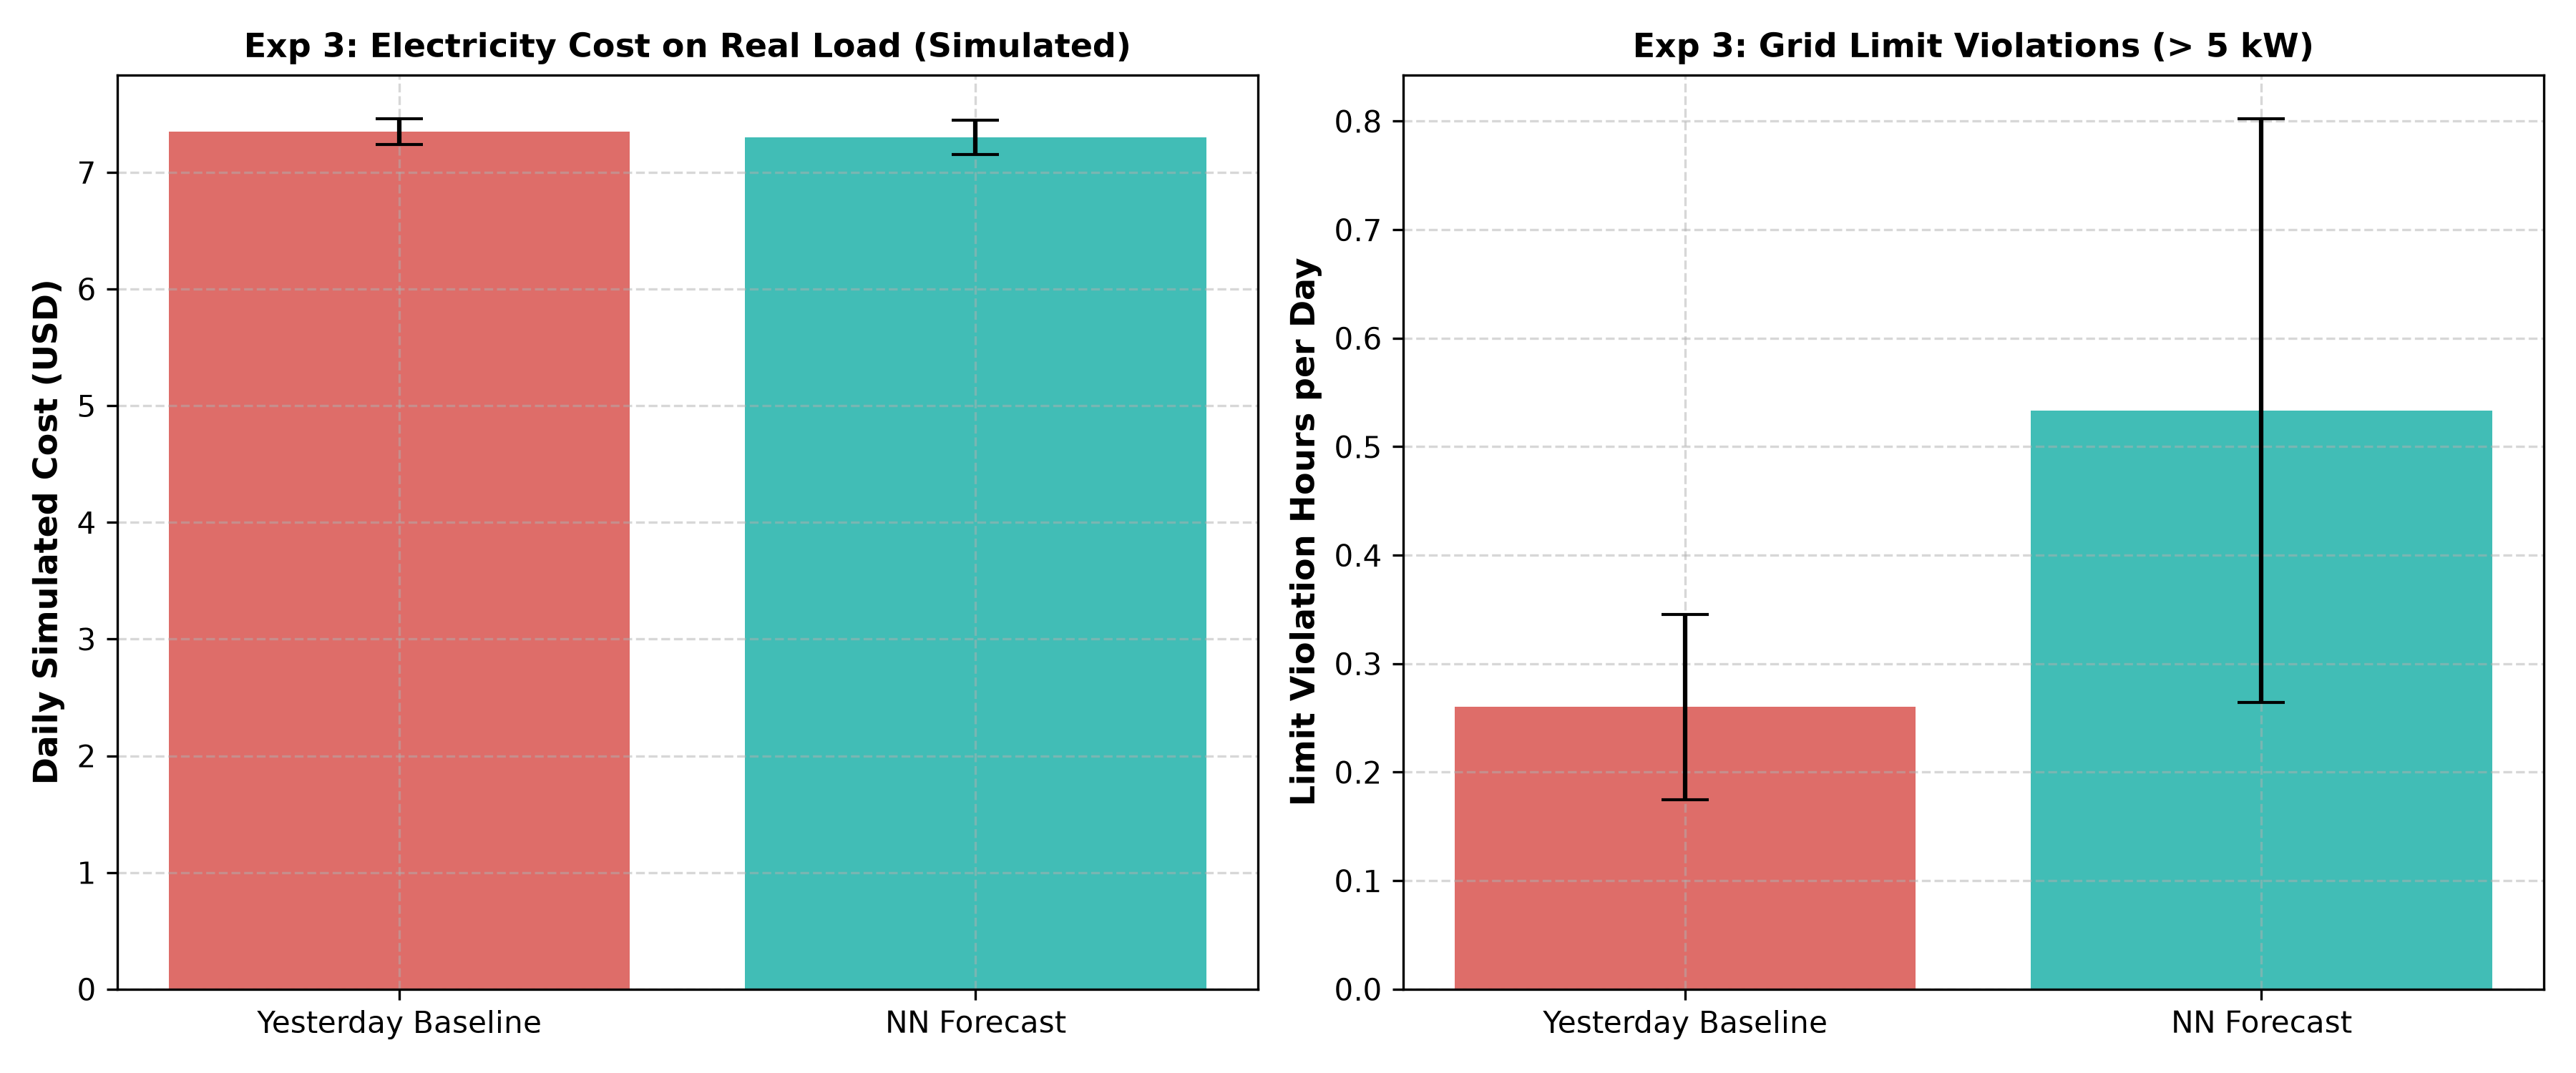 Exp 3: Electricity Cost on Real Load (Simulated)
Daily Simulated Cost (USD)
7
6
5
4
3
2
1
0
Yesterday Baseline
NN Forecast
Exp 3: Grid Limit Violations (> 5 kW)
Limit Violation Hours per Day
0.8
0.7
0.6
0.5
0.4
0.3
0.2
0.1
0.0
Yesterday Baseline
NN Forecast